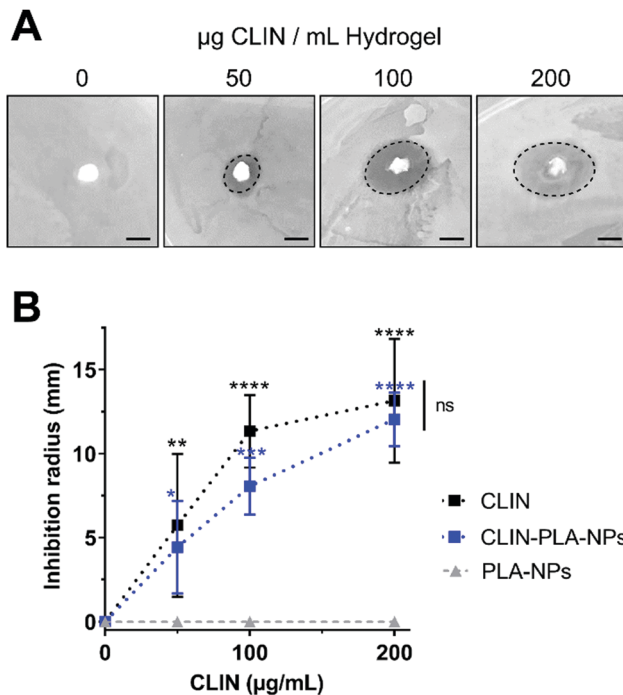 A
µg CLIN / mL Hydrogel
0 50 100 200
B
Inhibition radius (mm)
15
10
5
0
**** 
****
**
*
***
****
ns
CLIN
CLIN-PLA-NPs
PLA-NPs
0 100 200
CLIN (µg/mL)